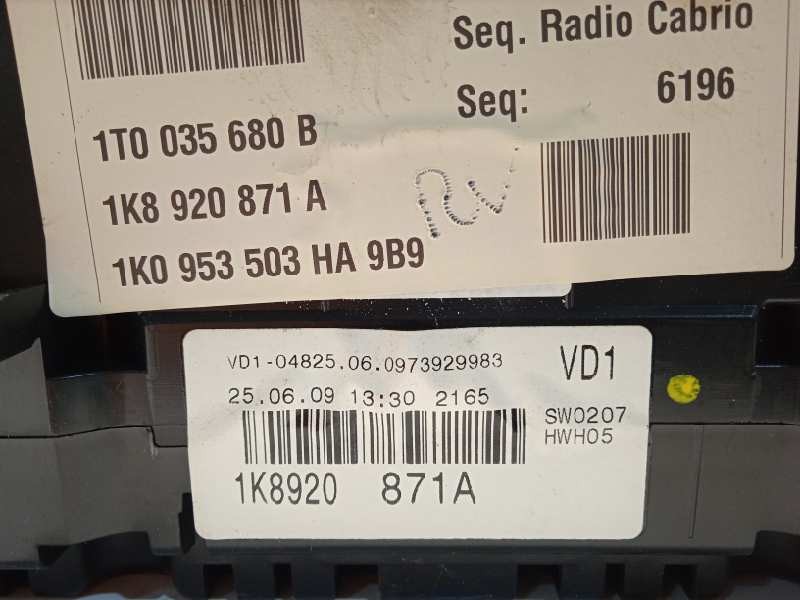 Seq. Radio Cabrio
Seq: 6196
1T0 035 680 B
1K8 920 871 A
1K0 953 503 HA 9B9
RV
VD1-04825.06.0973929983
VD1
25.06.09 13:30 2165
SW0207
HWH05
1K8920 871A